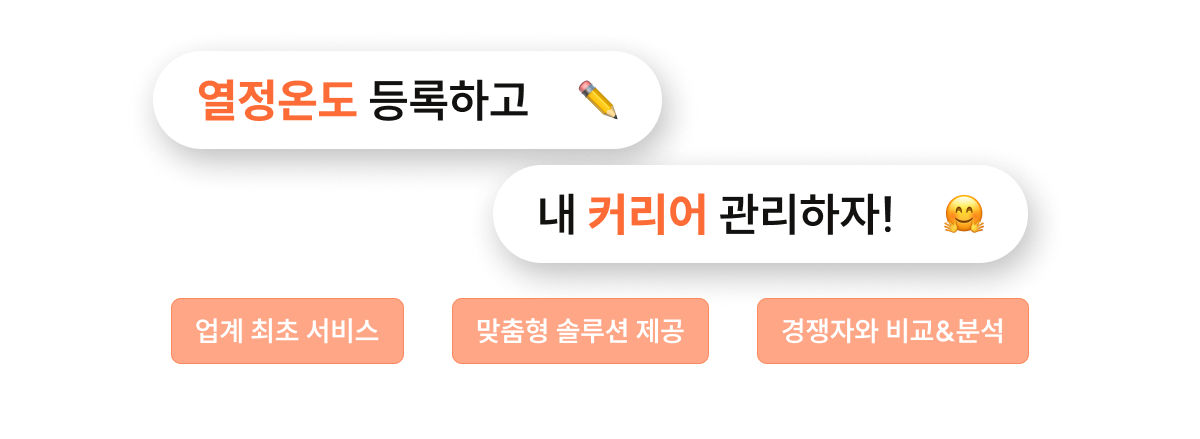 열정온도 등록하고 ✏️
내 커리어 관리하자! 🤗
업계 최초 서비스
맞춤형 솔루션 제공
경쟁자와 비교&분석